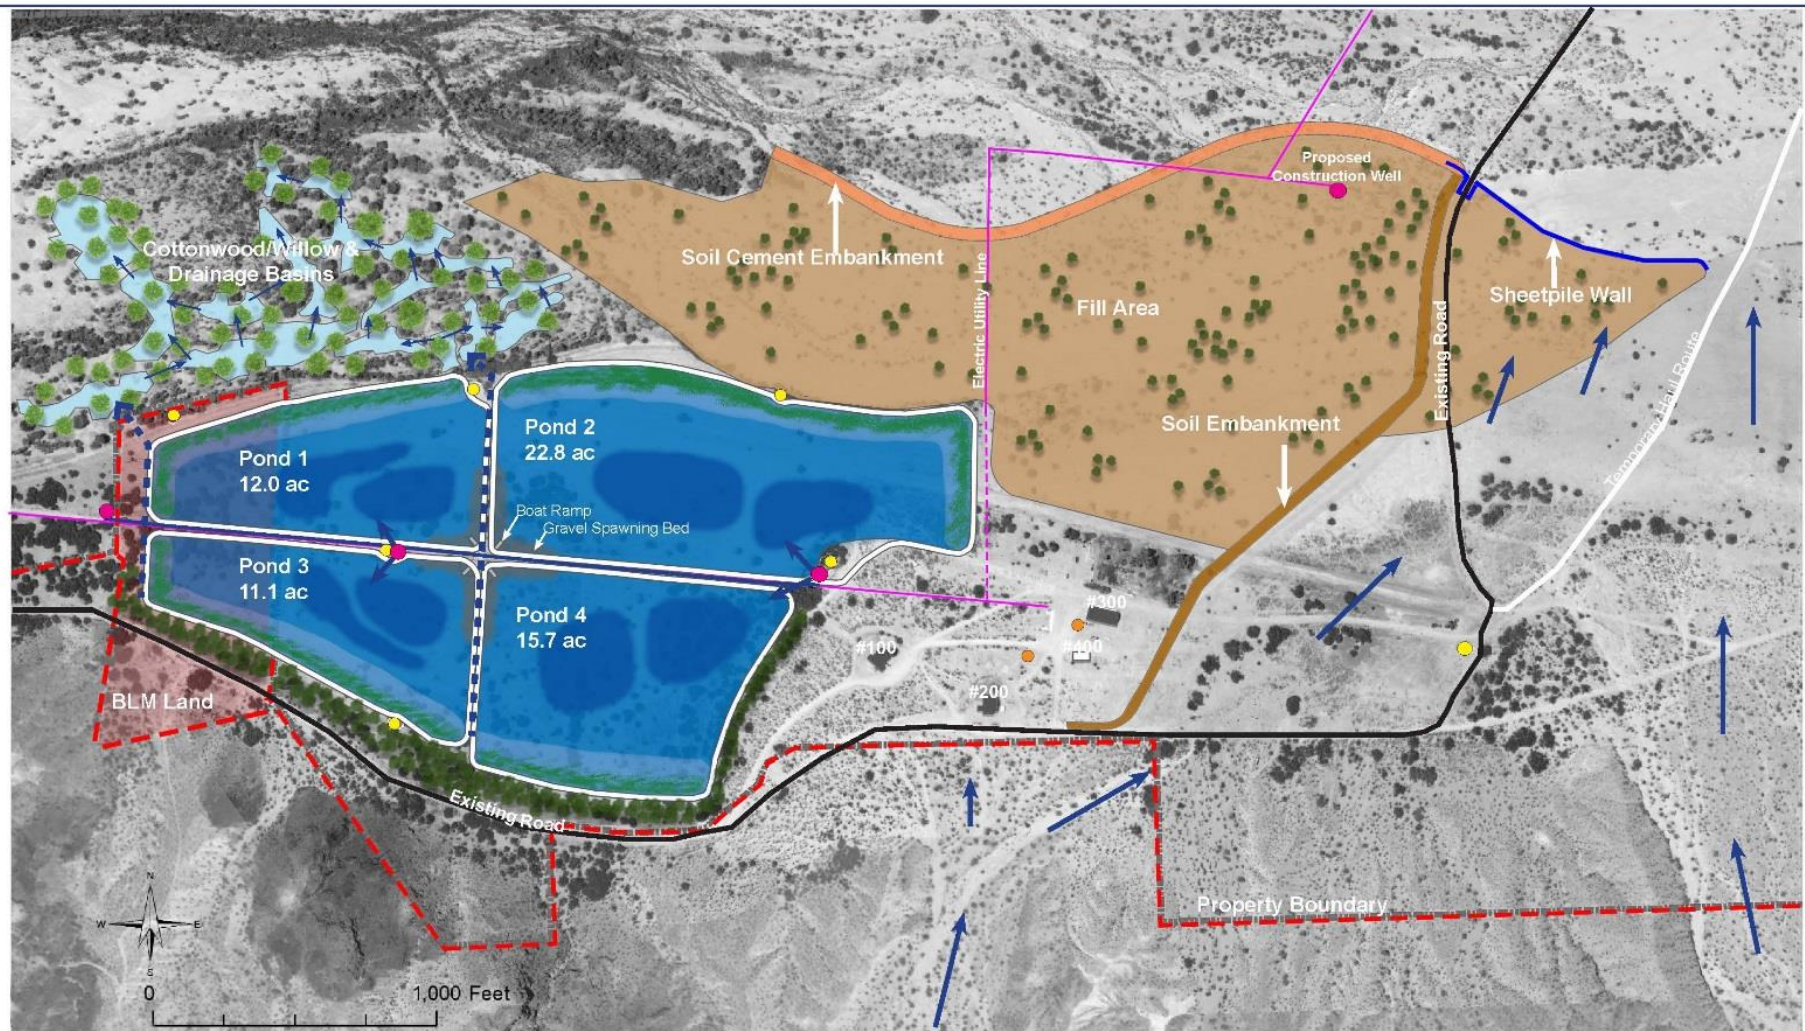 Proposed
Construction Well
Cottonwood/Willow &
Drainage Basins
Soil Cement Embankment
Electric Utility Line
Fill Area
Sheetpile Wall
Existing Road
Temporary Haul Route
Soil Embankment
Pond 1
12.0 ac
Pond 2
22.8 ac
Boat Ramp
Gravel Spawning Bed
Pond 3
11.1 ac
Pond 4
15.7 ac
#300
#100
#400
#200
BLM Land
Existing Road
Property Boundary
N
W E
S
0 1,000 Feet